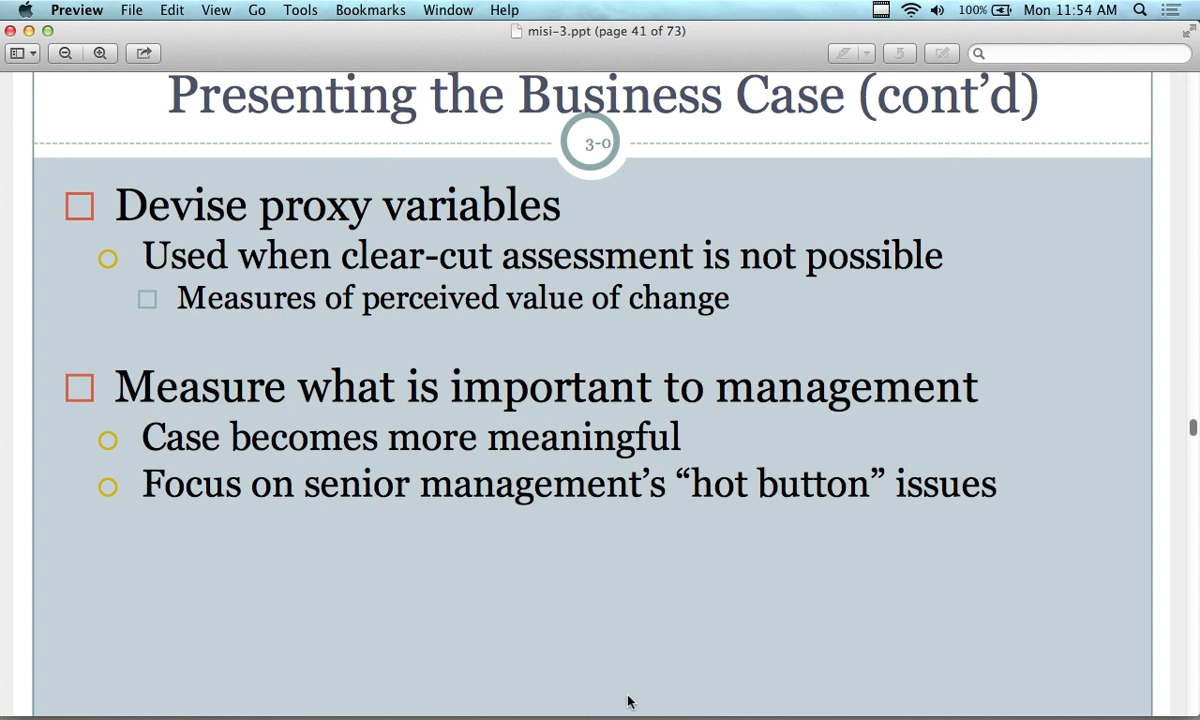 Preview File Edit View Go Tools Bookmarks Window Help 100% Mon 11:54 AM
misi-3.ppt (page 41 of 73)
Presenting the Business Case (cont’d)
3-0
Devise proxy variables
Used when clear-cut assessment is not possible
Measures of perceived value of change
Measure what is important to management
Case becomes more meaningful
Focus on senior management’s “hot button” issues